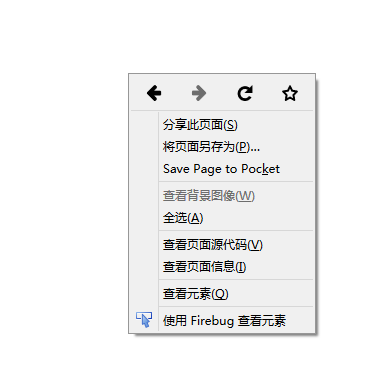 分享此页面(S)
将页面另存为(P)...
Save Page to Pocket
查看背景图像(W)
全选(A)
查看页面源代码(V)
查看页面信息(I)
查看元素(Q)
使用 Firebug 查看元素